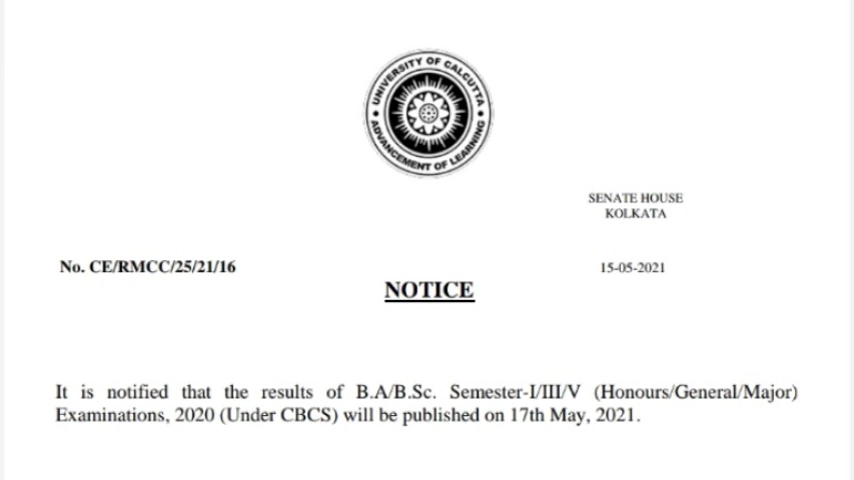 UNIVERSITY OF CALCUTTA
ADVANCEMENT OF LEARNING
SENATE HOUSE
KOLKATA
No. CE/RMCC/25/21/16
15-05-2021
NOTICE
It is notified that the results of B.A/B.Sc. Semester-I/III/V (Honours/General/Major)
Examinations, 2020 (Under CBCS) will be published on 17th May, 2021.